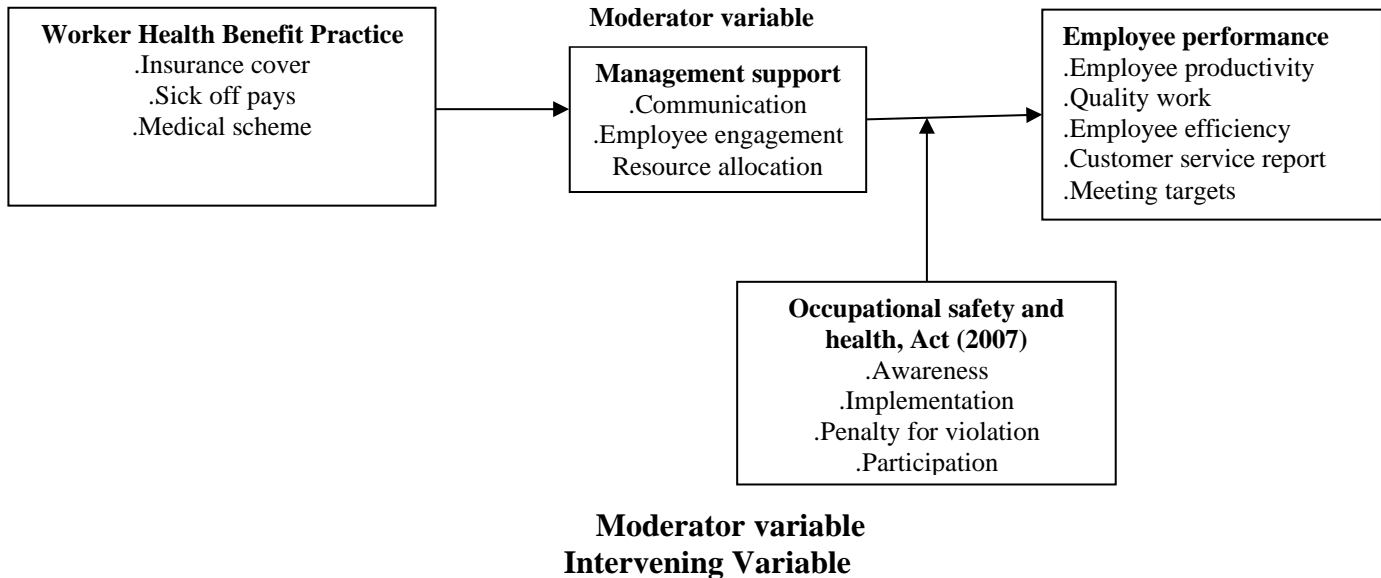 Worker Health Benefit Practice
.Insurance cover
.Sick off pays
.Medical scheme
Moderator variable
Management support
.Communication
.Employee engagement
Resource allocation
Employee performance
.Employee productivity
.Quality work
.Employee efficiency
.Customer service report
.Meeting targets
Occupational safety and
health, Act (2007)
.Awareness
.Implementation
.Penalty for violation
.Participation
Moderator variable
Intervening Variable